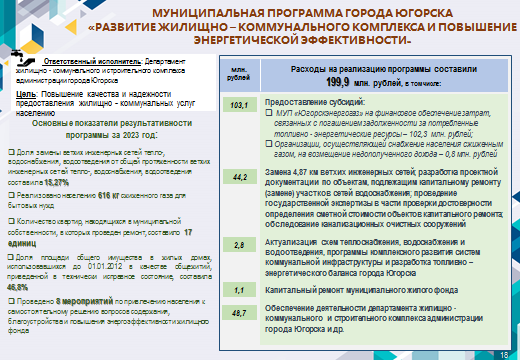 МУНИЦИПАЛЬНАЯ ПРОГРАММА ГОРОДА ЮГОРСКА
«РАЗВИТИЕ ЖИЛИЩНО – КОММУНАЛЬНОГО КОМПЛЕКСА И ПОВЫШЕНИЕ
ЭНЕРГЕТИЧЕСКОЙ ЭФФЕКТИВНОСТИ»
Ответственный исполнитель: Департамент
жилищно - коммунального и строительного комплекса
администрации города Югорска
Цель: Повышение качества и надежности
предоставления жилищно - коммунальных услуг
населению
Основные показатели результативности
программы за 2023 год:
❑ Доля замены ветхих инженерных сетей тепло-,
водоснабжения, водоотведения от общей протяженности ветхих
инженерных сетей тепло-, водоснабжения, водоотведения
составила 18,27%
❑ Реализовано населению 616 кг сжиженного газа для
бытовых нужд
❑ Количество квартир, находящихся в муниципальной
собственности, в которых проведен ремонт, составило 17
единиц
❑ Доля площади общего имущества в жилых домах,
использовавшихся до 01.01.2012 в качестве общежитий,
приведенной в технически исправное состояние, составила
46,8%
❑ Проведено 8 мероприятий по привлечению населения к
самостоятельному решению вопросов содержания,
благоустройства и повышения энергоэффективности жилищного
фонда
млн.
рублей
Расходы на реализацию программы составили
199,9 млн. рублей, в том числе:
103,1
Предоставление субсидий:
❑ МУП «Югорскэнергогаз» на финансовое обеспечение затрат,
связанных с погашением задолженности за потребленные
топливно - энергетические ресурсы – 102,3 млн. рублей;
❑ Организации, осуществляющей снабжение населения сжиженным
газом, на возмещение недополученного дохода – 0,8 млн. рублей
44,2
Замена 4,87 км ветхих инженерных сетей; разработка проектной
документации по объектам, подлежащим капитальному ремонту
(замене) участков сетей водоснабжения; проведение
государственной экспертизы в части проверки достоверности
определения сметной стоимости объектов капитального ремонта;
обследование канализационных очистных сооружений
2,8
Актуализация схем теплоснабжения, водоснабжения и
водоотведения, программы комплексного развития систем
коммунальной инфраструктуры и разработка топливно –
энергетического баланса города Югорска
1,1
Капитальный ремонт муниципального жилого фонда
48,7
Обеспечение деятельности департамента жилищно -
коммунального и строительного комплекса администрации
города Югорска и др.
18